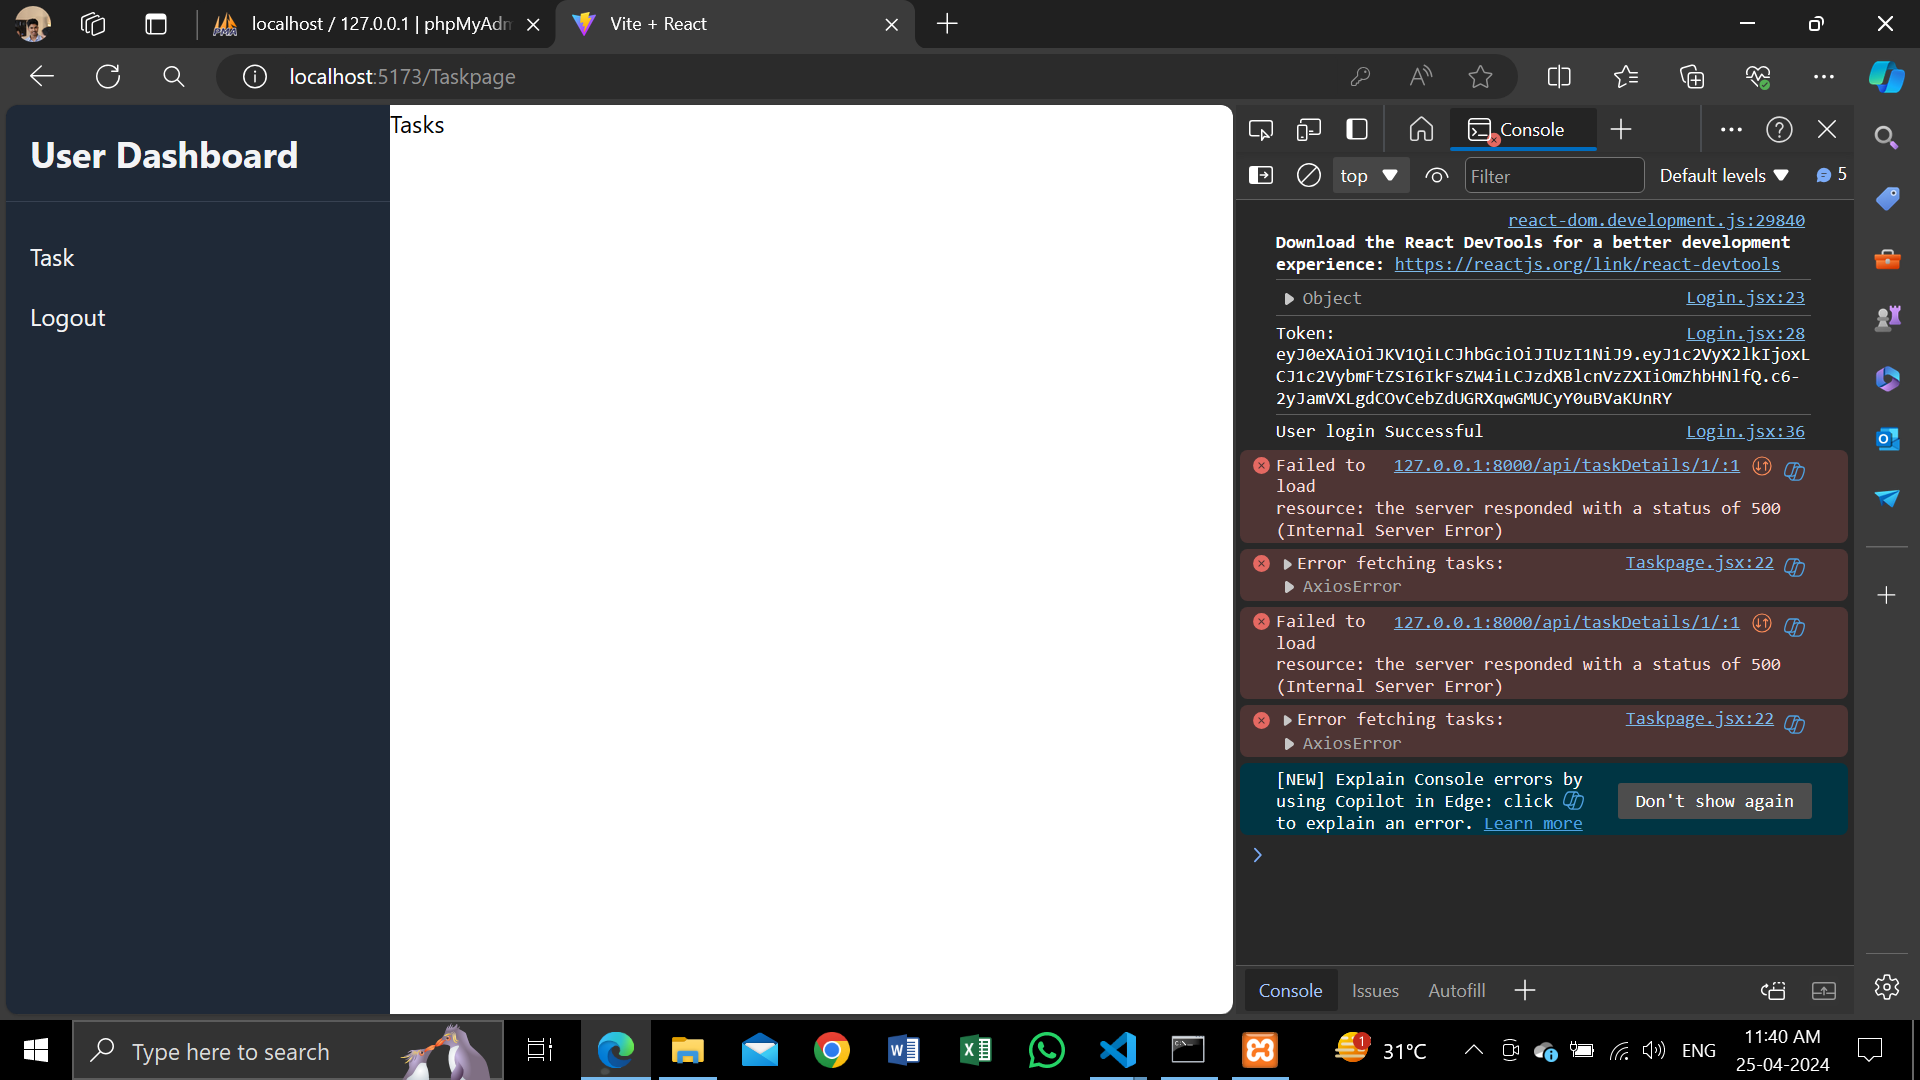 localhost / 127.0.0.1 | phpMyAdm
Vite + React
localhost:5173/Taskpage
User Dashboard
Task
Logout
Tasks
Console
top
Filter
Default levels
5
react-dom.development.js:29840
Download the React DevTools for a better development
experience: https://reactjs.org/link/react-devtools
Object Login.jsx:23
Token: Login.jsx:28
eyJ0eXAiOiJKV1QiLCJhbGciOiJIUzI1NiJ9.eyJ1c2VyX2lkIjoxL
CJ1c2VybmFtZSI6IkFsZW4iLCJzdXBlcnVzZXIiOmZhbHNlfQ.c6-
2yJamVXLgdCOvCebZdUGRXqwGMUCyY0uBVaKUnRY
User login Successful Login.jsx:36
Failed to 127.0.0.1:8000/api/taskDetails/1/:1
load
resource: the server responded with a status of 500
(Internal Server Error)
Error fetching tasks: Taskpage.jsx:22
AxiosError
Failed to 127.0.0.1:8000/api/taskDetails/1/:1
load
resource: the server responded with a status of 500
(Internal Server Error)
Error fetching tasks: Taskpage.jsx:22
AxiosError
[NEW] Explain Console errors by
using Copilot in Edge: click
to explain an error. Learn more
Don't show again
Console Issues Autofill
Type here to search
1
31°C
ENG
11:40 AM
25-04-2024